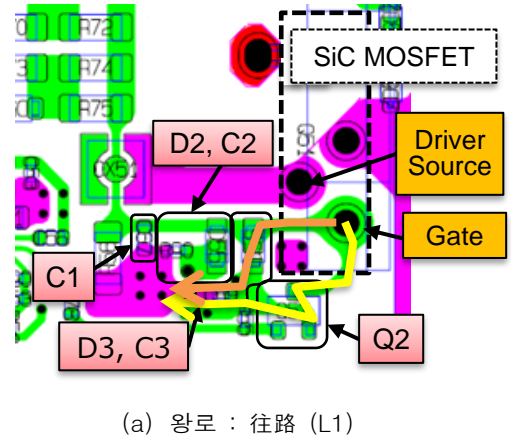 R72
R74
R75
SiC MOSFET
D2, C2
Driver
Source
Gate
C1
D3, C3
Q2
(a) 왕로 : 往路 (L1)